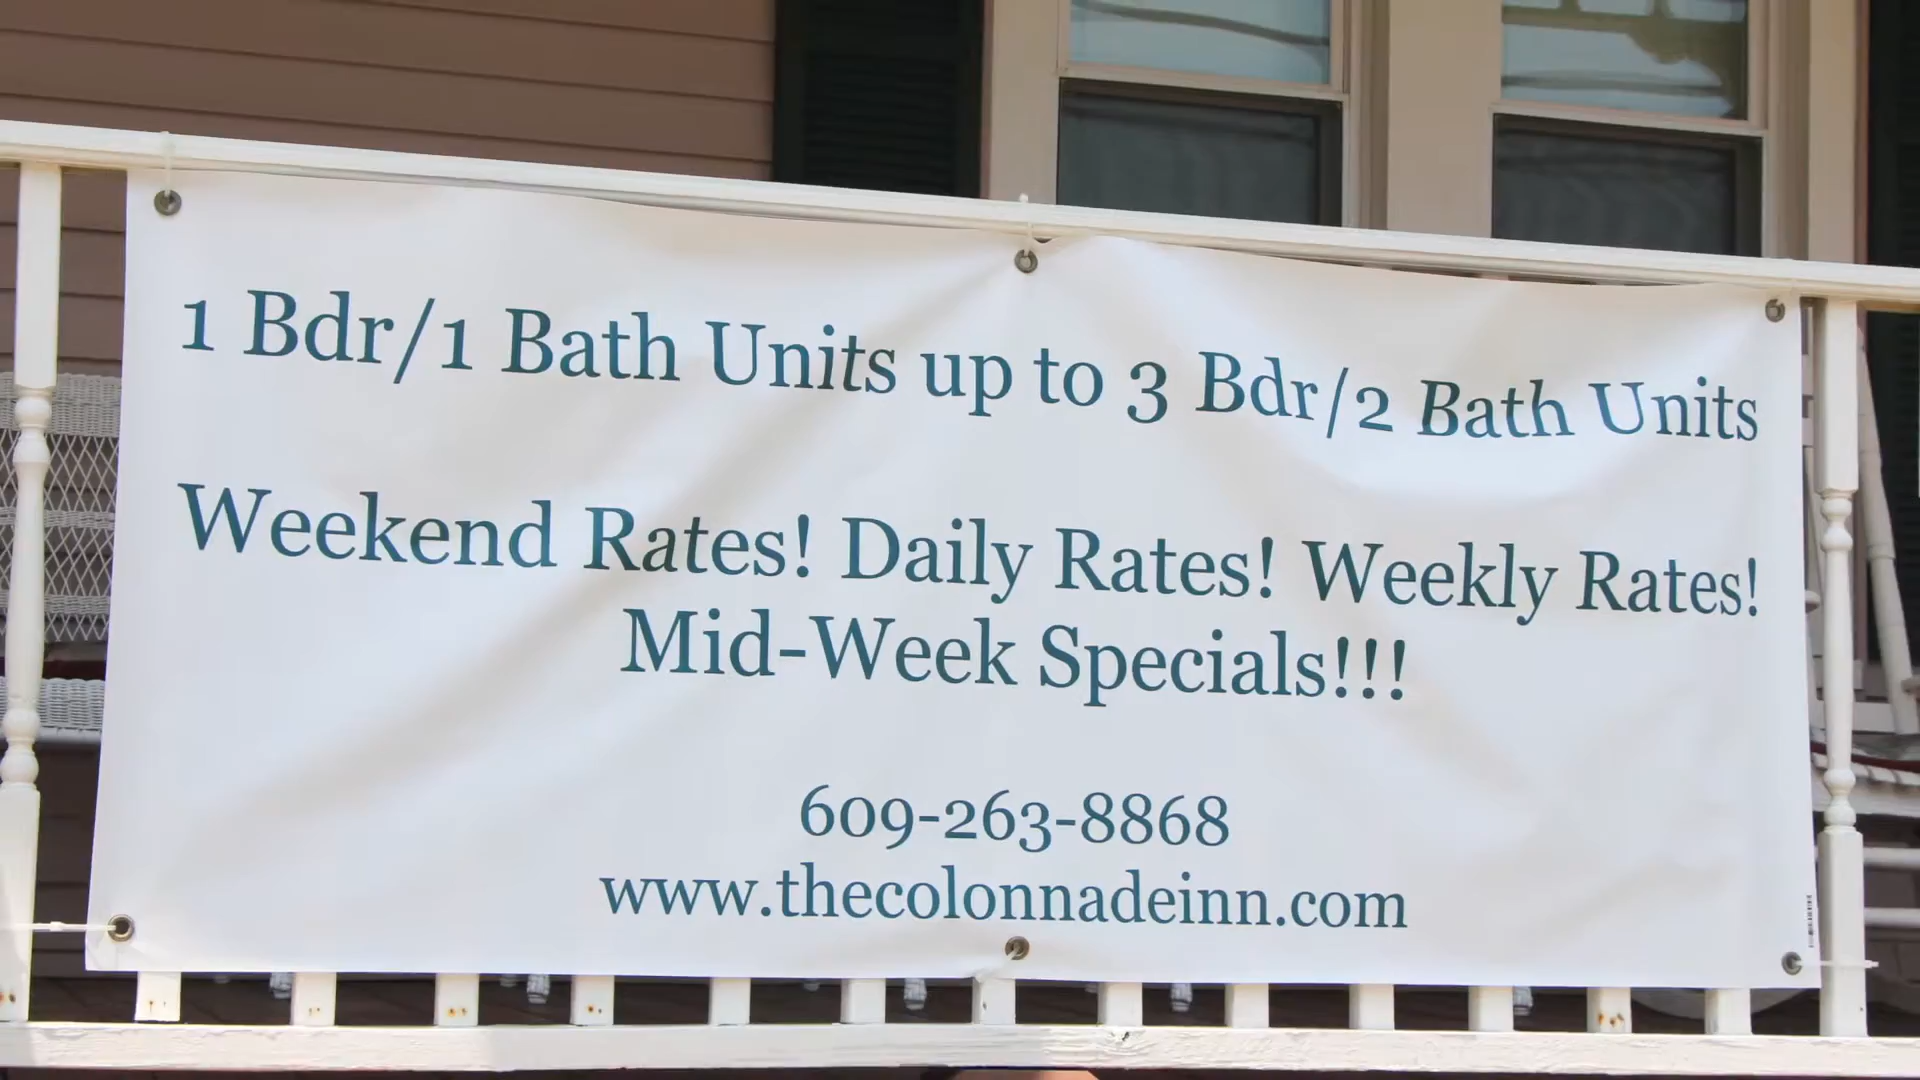 1 Bdr/1 Bath Units up to 3 Bdr/2 Bath Units
Weekend Rates! Daily Rates! Weekly Rates!
Mid-Week Specials!!!
609-263-8868
www.thecolonnadeinn.com